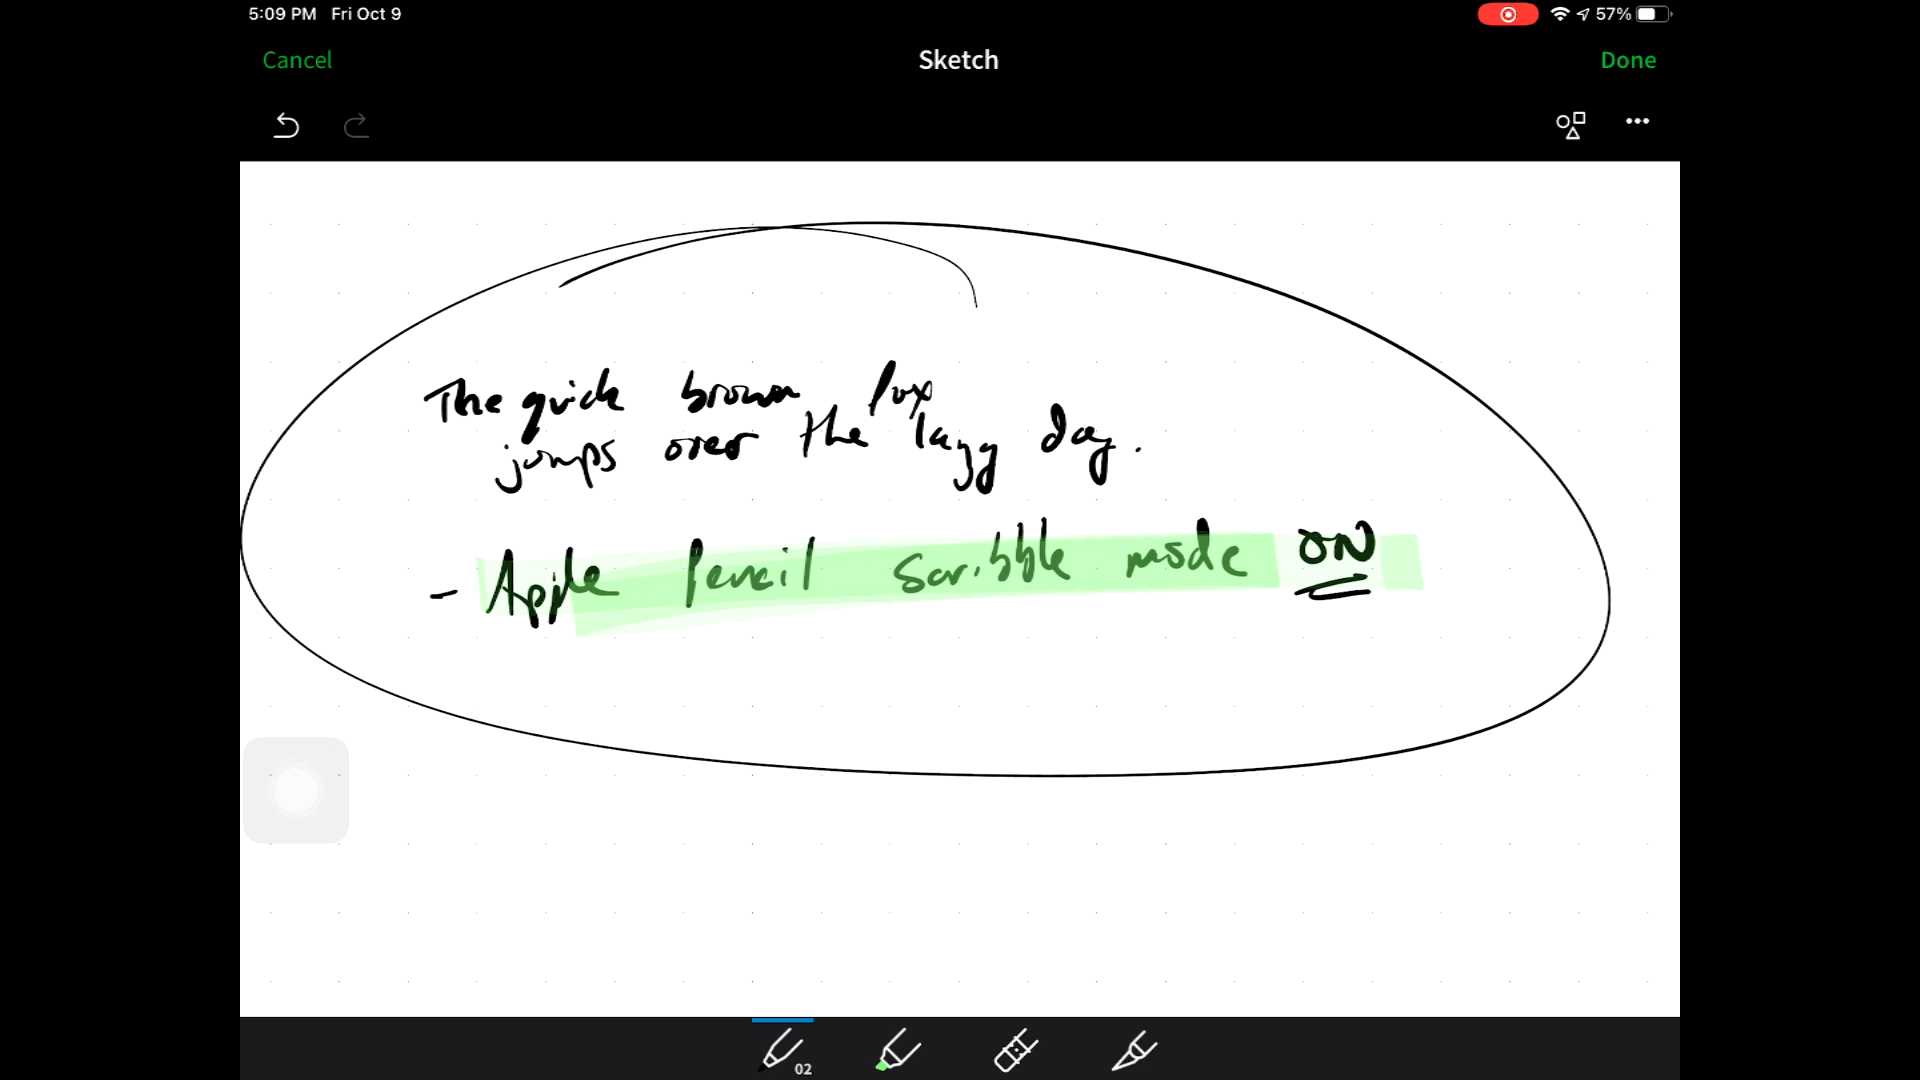 5:09 PM Fri Oct 9 57%
Cancel Sketch Done
The quick brown fox
jumps over the lazy dog.
- Apple Pencil Scribble mode ON
02